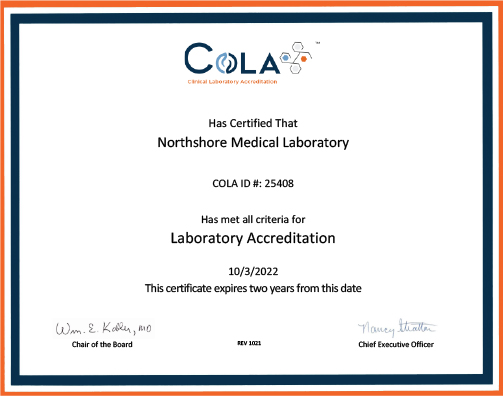 COLA™
Clinical Laboratory Accreditation
Has Certified That
Northshore Medical Laboratory
COLA ID #: 25408
Has met all criteria for
Laboratory Accreditation
10/3/2022
This certificate expires two years from this date
Wm. E. Kobler, MD
Nancy Stratton
Chair of the Board
REV 1021
Chief Executive Officer